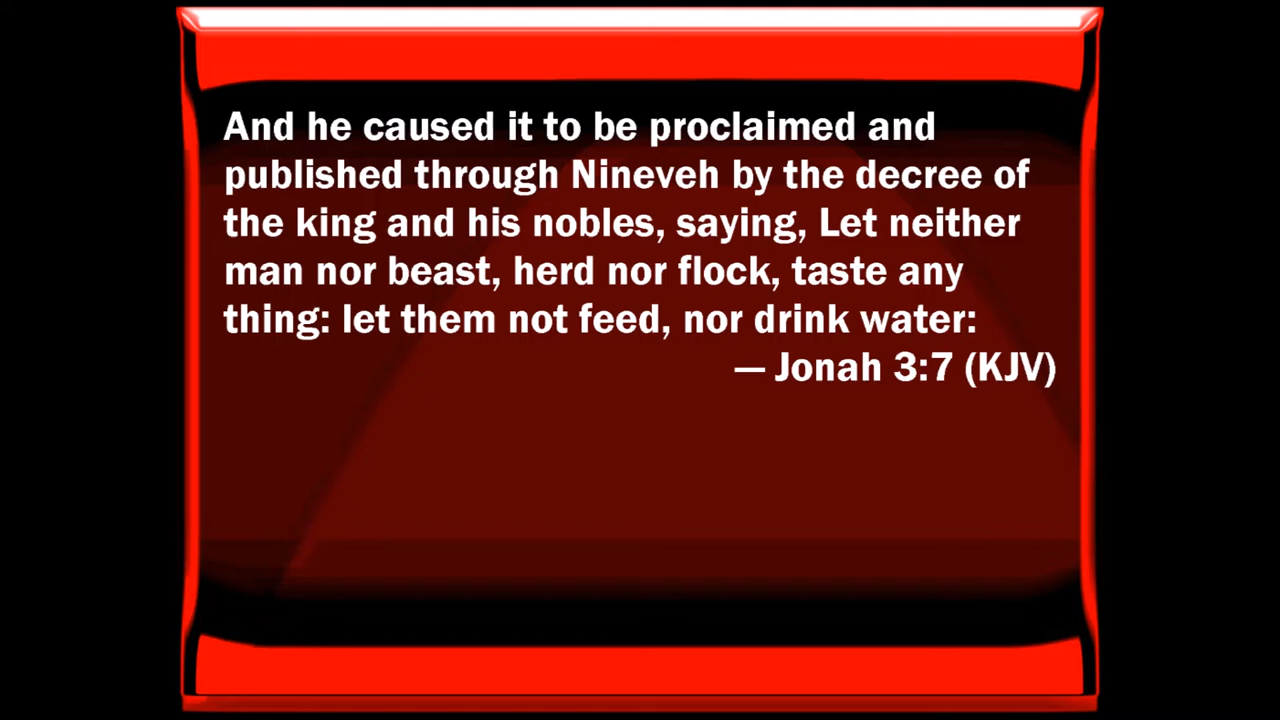 And he caused it to be proclaimed and
published through Nineveh by the decree of
the king and his nobles, saying, Let neither
man nor beast, herd nor flock, taste any
thing: let them not feed, nor drink water:
— Jonah 3:7 (KJV)